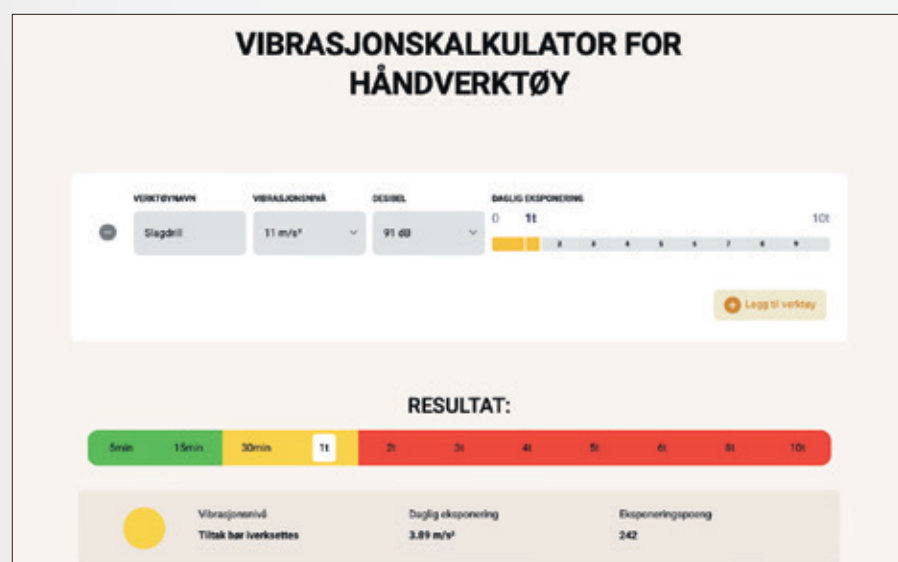 VIBRASJONSKALKULATOR FOR
HÅNDVERKTØY
VERKTØYNAVN VIBRASJONSNIVÅ DESIBEL DAGLIG EKSPONERING
0 1t 10t
Slagdrill 11 m/s² 91 dB
2 3 4 5 6 7 8 9
Legg til verktøy
RESULTAT:
5min 15min 30min 1t 2t 3t 4t 5t 6t 8t 10t
Vibrasjonsnivå Daglig eksponering Eksponeringspoeng
Tiltak bør iverksettes 3.89 m/s² 242